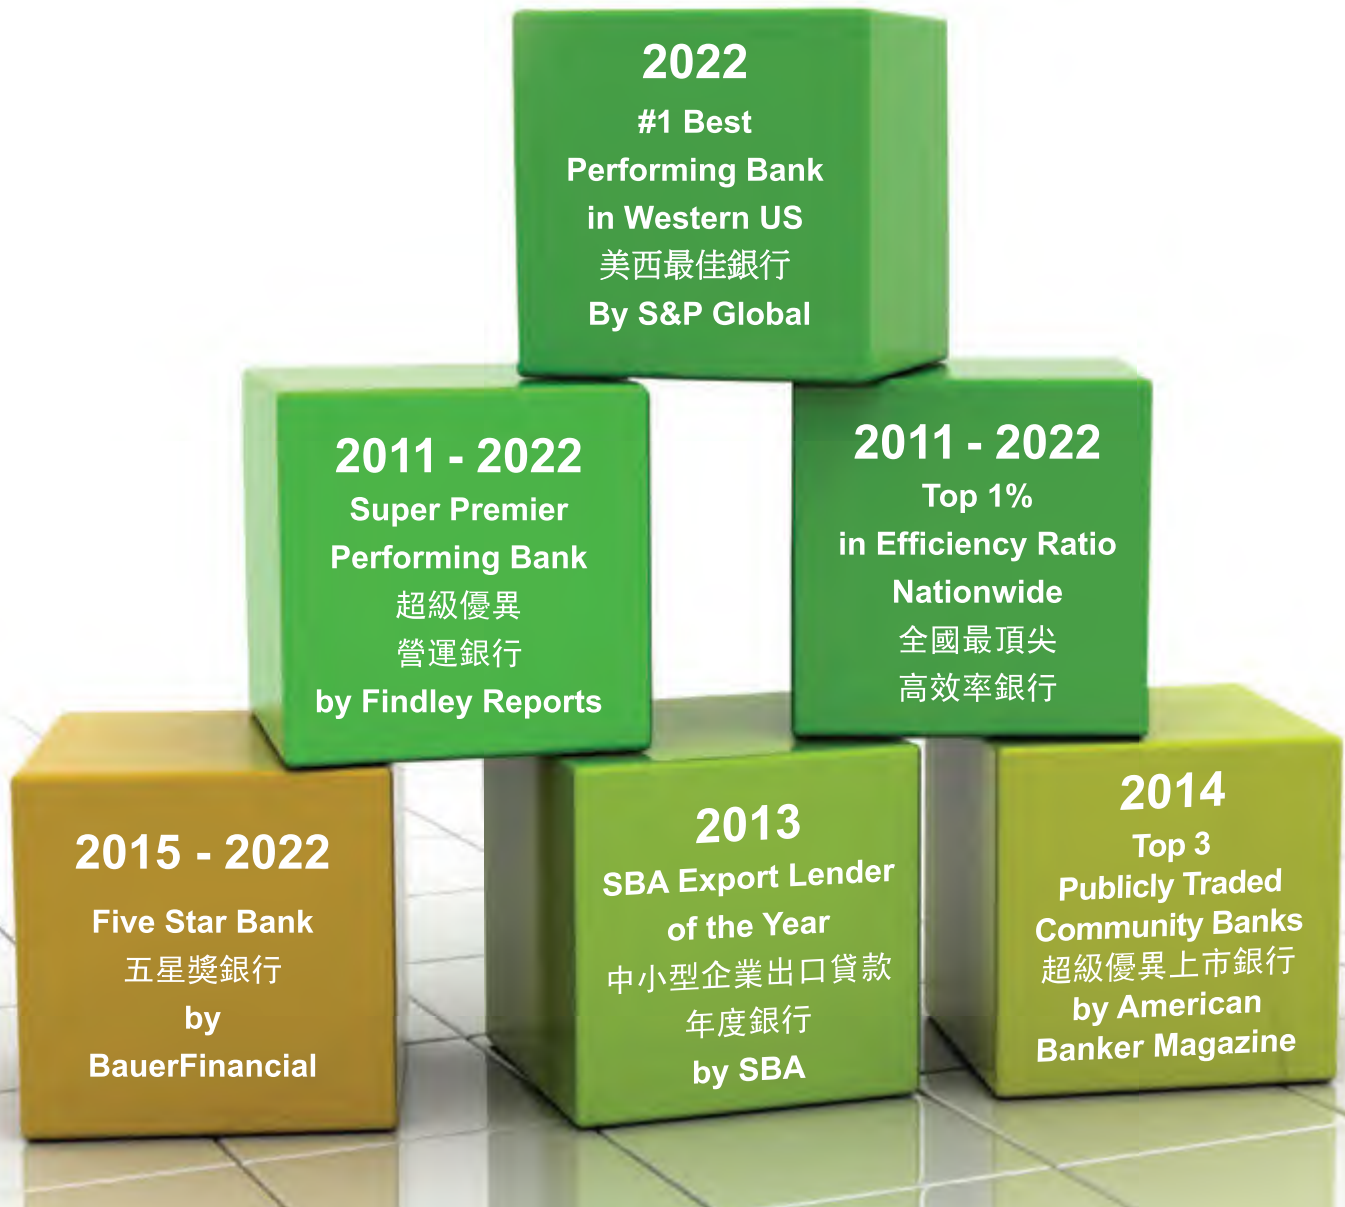 2022
#1 Best
Performing Bank
in Western US
美西最佳銀行
By S&P Global
2011 - 2022
Super Premier
Performing Bank
超級優異
營運銀行
by Findley Reports
2011 - 2022
Top 1%
in Efficiency Ratio
Nationwide
全國最頂尖
高效率銀行
2015 - 2022
Five Star Bank
五星獎銀行
by
BauerFinancial
2013
SBA Export Lender
of the Year
中小型企業出口貸款
年度銀行
by SBA
2014
Top 3
Publicly Traded
Community Banks
超級優異上市銀行
by American
Banker Magazine